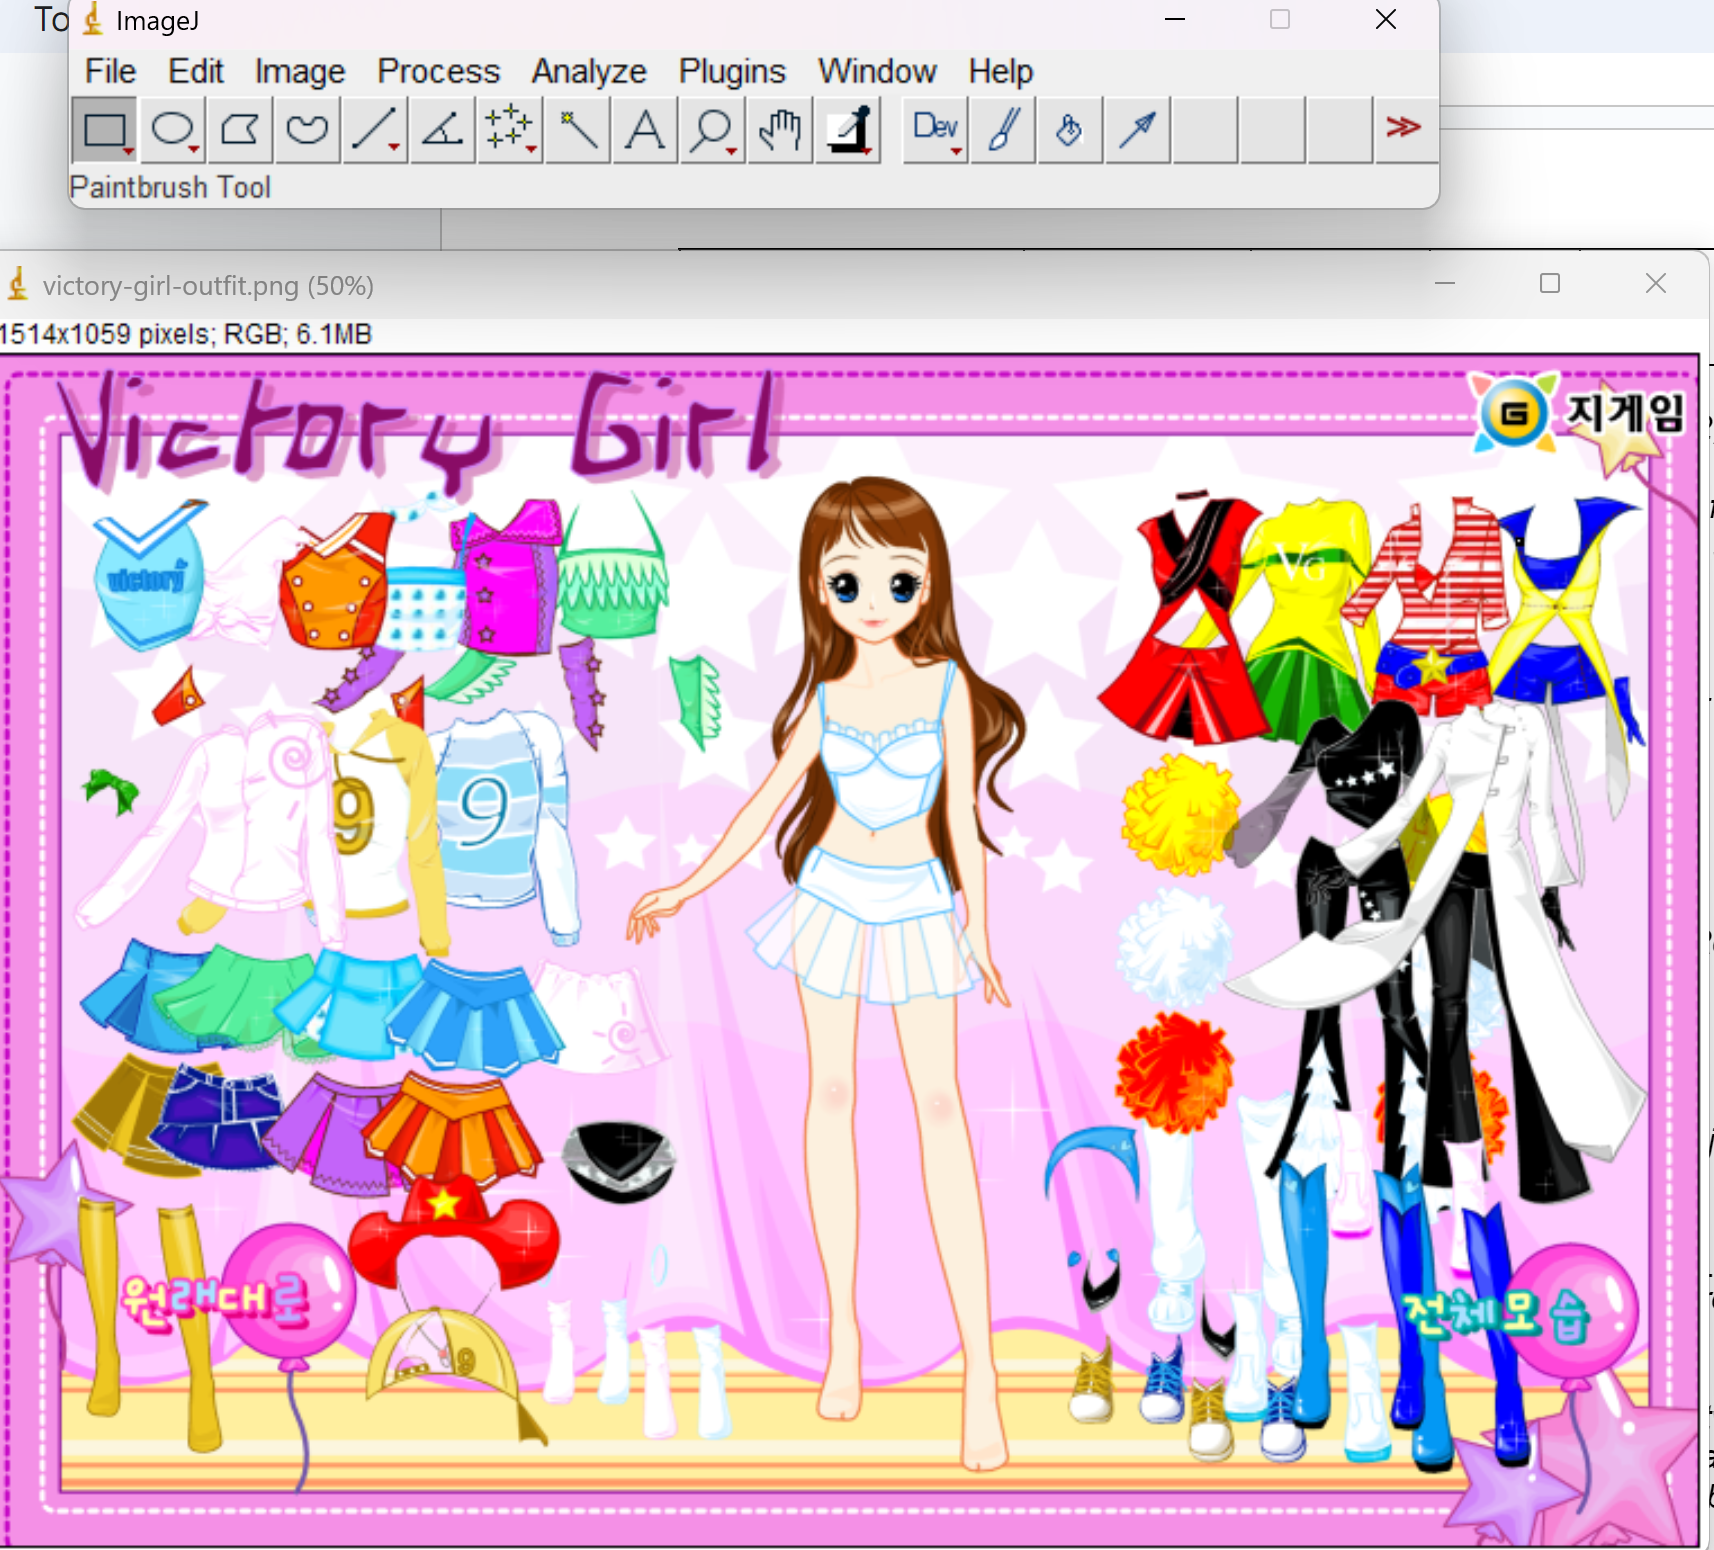 To
ImageJ
File Edit Image Process Analyze Plugins Window Help
Dev
Paintbrush Tool
victory-girl-outfit.png (50%)
1514x1059 pixels; RGB; 6.1MB
Victory Girl
G 지게임
victory
VG
9
9
9
원래대로
전체모습